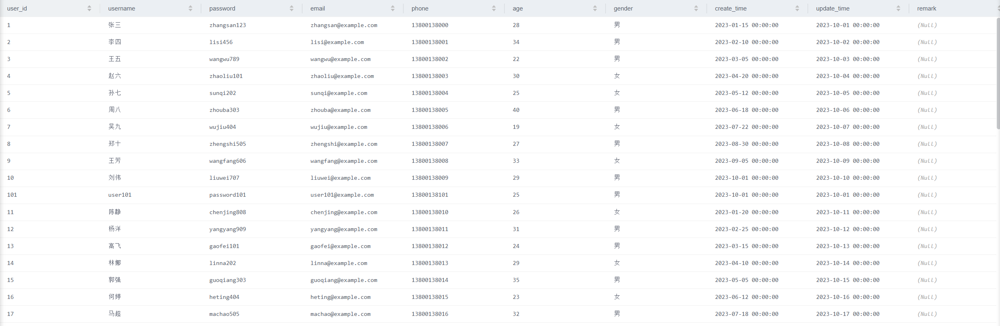 user_id username password email phone age gender create_time update_time remark
1 张三 zhangsan123 zhangsan@example.com 13800138000 28 男 2023-01-15 00:00:00 2023-10-01 00:00:00 (Null)
2 李四 lisi456 lisi@example.com 13800138001 34 男 2023-02-10 00:00:00 2023-10-02 00:00:00 (Null)
3 王五 wangwu789 wangwu@example.com 13800138002 22 男 2023-03-05 00:00:00 2023-10-03 00:00:00 (Null)
4 赵六 zhaoliu101 zhaoliu@example.com 13800138003 30 女 2023-04-20 00:00:00 2023-10-04 00:00:00 (Null)
5 孙七 sunqi202 sunqi@example.com 13800138004 25 女 2023-05-12 00:00:00 2023-10-05 00:00:00 (Null)
6 周八 zhouba303 zhouba@example.com 13800138005 40 男 2023-06-18 00:00:00 2023-10-06 00:00:00 (Null)
7 吴九 wujiu404 wujiu@example.com 13800138006 19 女 2023-07-22 00:00:00 2023-10-07 00:00:00 (Null)
8 郑十 zhengshi505 zhengshi@example.com 13800138007 27 男 2023-08-30 00:00:00 2023-10-08 00:00:00 (Null)
9 王芳 wangfang606 wangfang@example.com 13800138008 33 女 2023-09-05 00:00:00 2023-10-09 00:00:00 (Null)
10 刘伟 liuwei707 liuwei@example.com 13800138009 29 男 2023-10-01 00:00:00 2023-10-10 00:00:00 (Null)
101 user101 password101 user101@example.com 13800138101 25 男 2023-10-01 00:00:00 2023-10-01 00:00:00 (Null)
11 陈静 chenjing808 chenjing@example.com 13800138010 26 女 2023-01-20 00:00:00 2023-10-11 00:00:00 (Null)
12 杨洋 yangyang909 yangyang@example.com 13800138011 31 男 2023-02-25 00:00:00 2023-10-12 00:00:00 (Null)
13 高飞 gaofei101 gaofei@example.com 13800138012 24 男 2023-03-15 00:00:00 2023-10-13 00:00:00 (Null)
14 林娜 linna202 linna@example.com 13800138013 29 女 2023-04-10 00:00:00 2023-10-14 00:00:00 (Null)
15 郭强 guoqiang303 guoqiang@example.com 13800138014 35 男 2023-05-05 00:00:00 2023-10-15 00:00:00 (Null)
16 何婷 heting404 heting@example.com 13800138015 23 女 2023-06-12 00:00:00 2023-10-16 00:00:00 (Null)
17 马超 machao505 machao@example.com 13800138016 32 男 2023-07-18 00:00:00 2023-10-17 00:00:00 (Null)